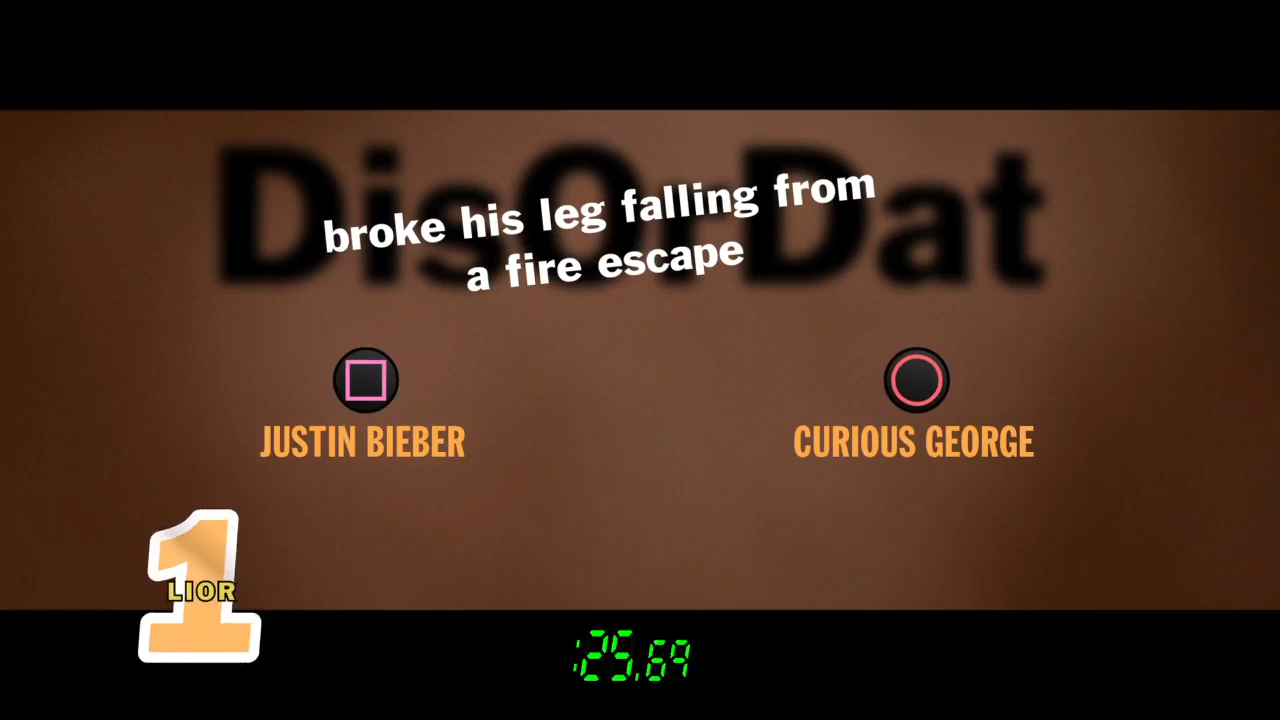 DisOrDat
broke his leg falling from
a fire escape
JUSTIN BIEBER
CURIOUS GEORGE
1
LIOR
:25.69